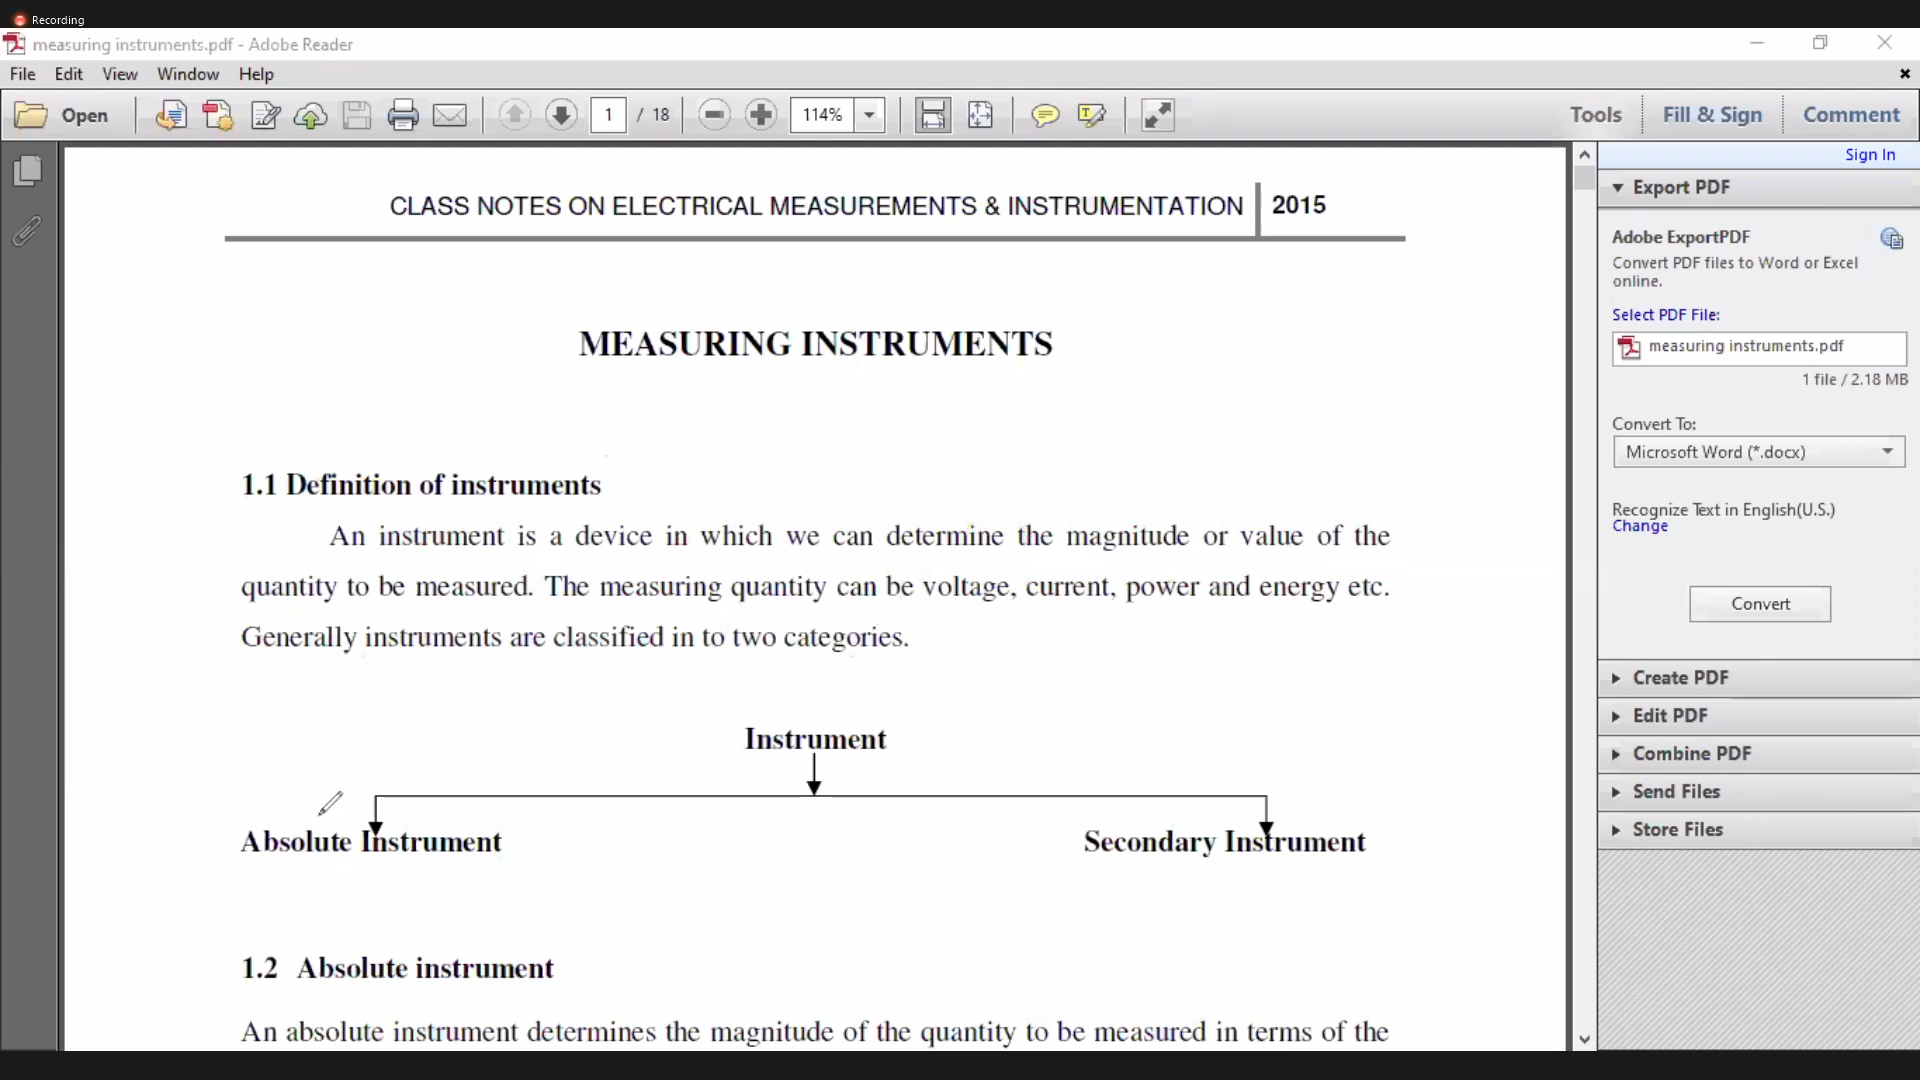 Recording
measuring instruments.pdf - Adobe Reader
File Edit View Window Help
Open 1 / 18 114% Tools Fill & Sign Comment
Sign In
CLASS NOTES ON ELECTRICAL MEASUREMENTS & INSTRUMENTATION 2015
MEASURING INSTRUMENTS
1.1 Definition of instruments
An instrument is a device in which we can determine the magnitude or value of the
quantity to be measured. The measuring quantity can be voltage, current, power and energy etc.
Generally instruments are classified in to two categories.
Instrument
Absolute Instrument Secondary Instrument
1.2 Absolute instrument
An absolute instrument determines the magnitude of the quantity to be measured in terms of the
Export PDF
Adobe ExportPDF
Convert PDF files to Word or Excel
online.
Select PDF File:
measuring instruments.pdf
1 file / 2.18 MB
Convert To:
Microsoft Word (*.docx)
Recognize Text in English(U.S.)
Change
Convert
Create PDF
Edit PDF
Combine PDF
Send Files
Store Files